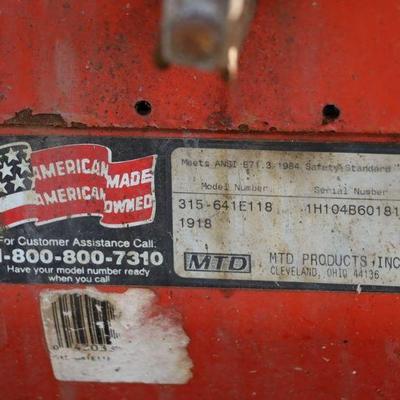 AMERICAN MADE
AMERICAN OWNED
For Customer Assistance Call:
1-800-800-7310
Have your model number ready
when you call
Meets ANSI B71.3-1984 Safety Standard
Model Number
Serial Number
315-641E118
1H104B60181
1918
MTD
MTD PRODUCTS INC
CLEVELAND, OHIO 44136